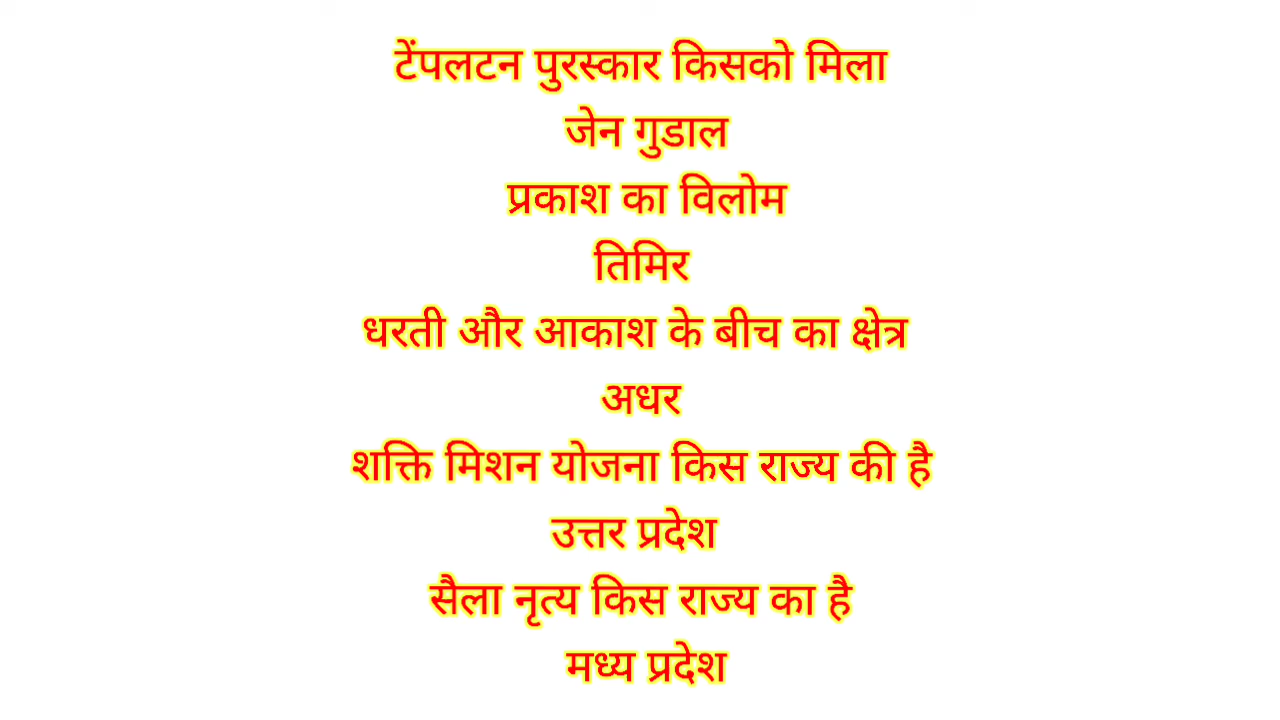 टेंपलटन पुरस्कार किसको मिला
जेन गुडाल
प्रकाश का विलोम
तिमिर
धरती और आकाश के बीच का क्षेत्र
अधर
शक्ति मिशन योजना किस राज्य की है
उत्तर प्रदेश
सैला नृत्य किस राज्य का है
मध्य प्रदेश